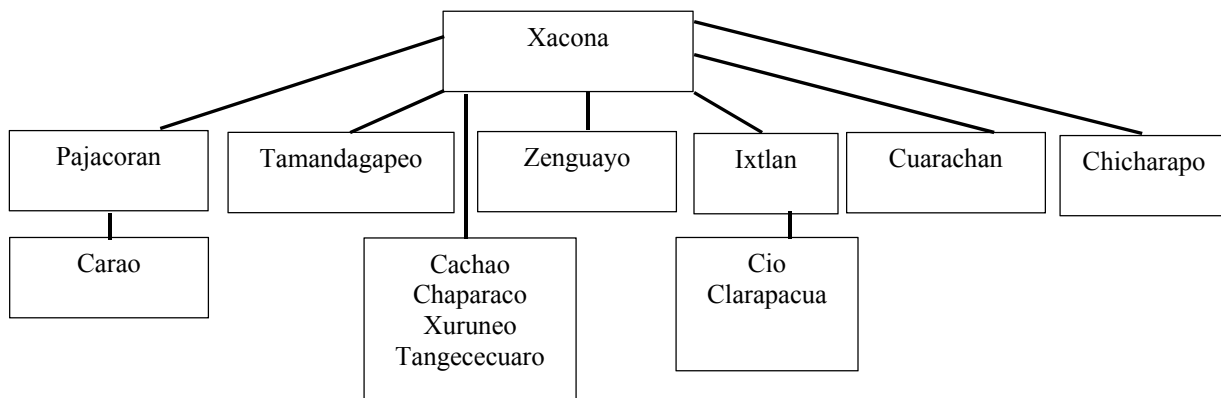 Xacona
Pajacoran
Tamandagapeo
Zenguayo
Ixtlan
Cuarachan
Chicharapo
Carao
Cachao
Chaparaco
Xuruneo
Tangececuaro
Cio
Clarapacua